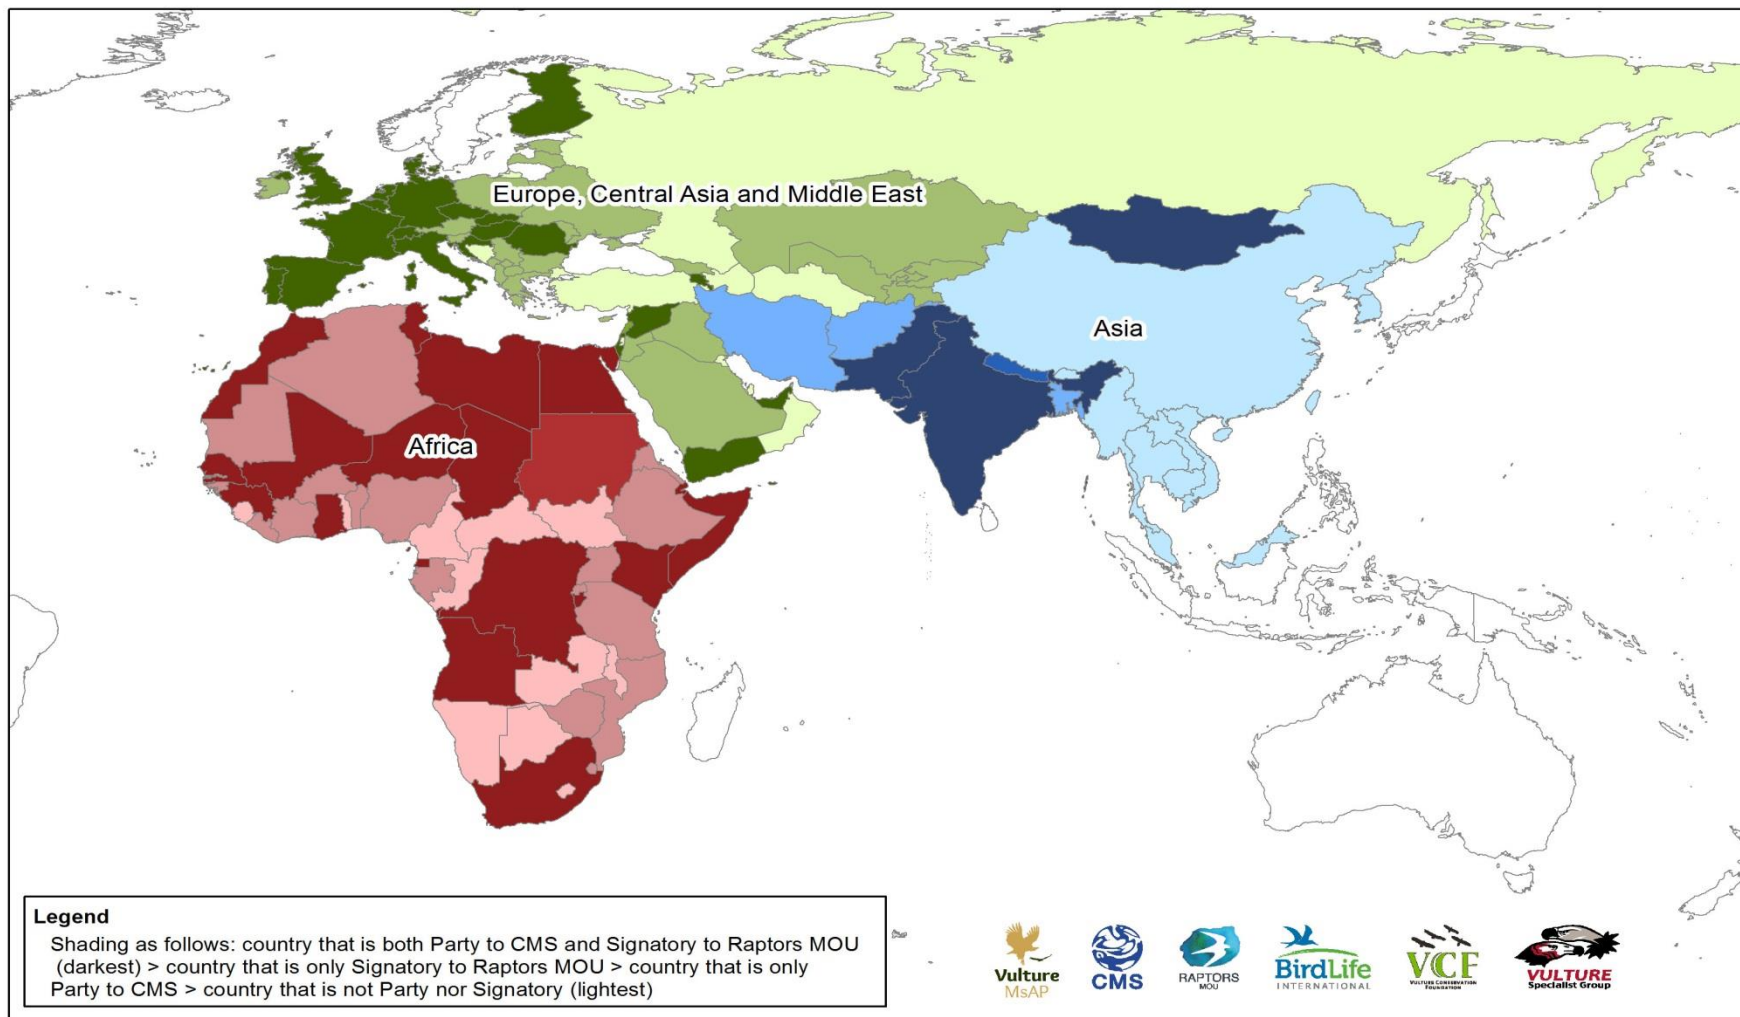 Europe, Central Asia and Middle East
Asia
Africa
Legend
Shading as follows: country that is both Party to CMS and Signatory to Raptors MOU
(darkest) > country that is only Signatory to Raptors MOU > country that is only
Party to CMS > country that is not Party nor Signatory (lightest)
Vulture
MsAP
CMS
RAPTORS
MOU
BirdLife
INTERNATIONAL
VCF
VULTURE CONSERVATION
FOUNDATION
VULTURE
Specialist Group